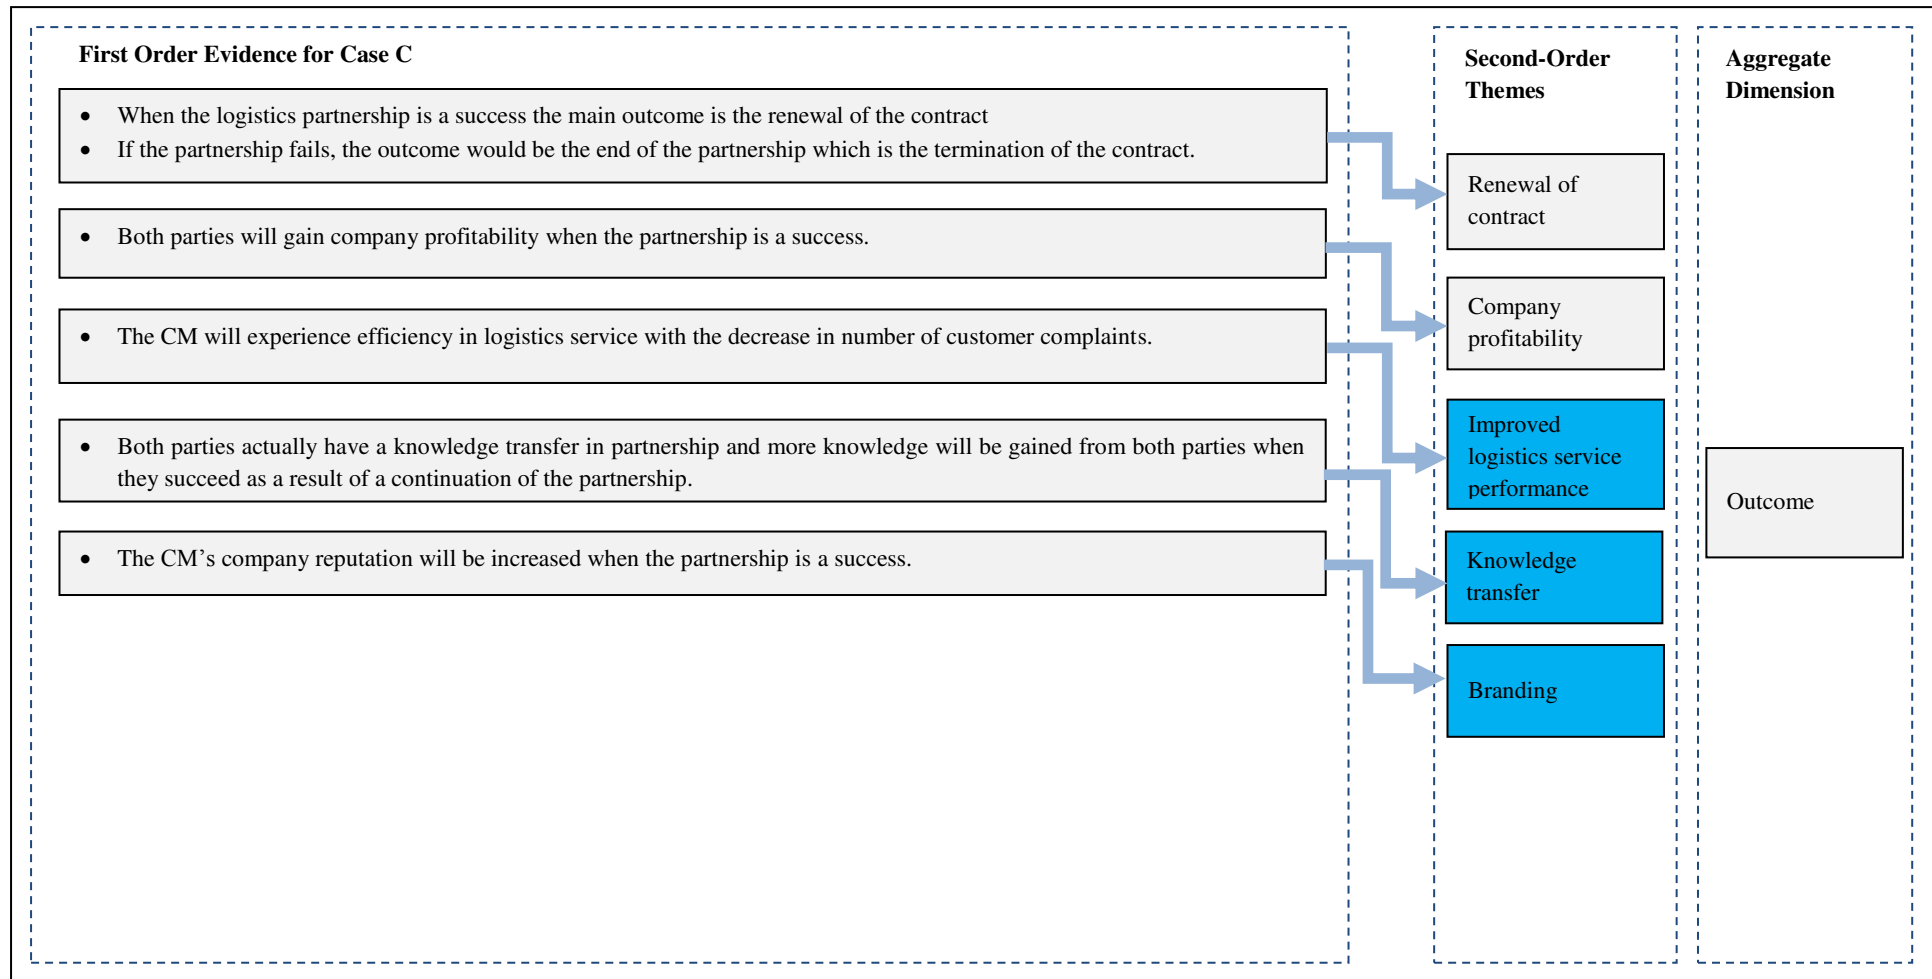 First Order Evidence for Case C
• When the logistics partnership is a success the main outcome is the renewal of the contract
• If the partnership fails, the outcome would be the end of the partnership which is the termination of the contract.
• Both parties will gain company profitability when the partnership is a success.
• The CM will experience efficiency in logistics service with the decrease in number of customer complaints.
• Both parties actually have a knowledge transfer in partnership and more knowledge will be gained from both parties when
they succeed as a result of a continuation of the partnership.
• The CM’s company reputation will be increased when the partnership is a success.
Second-Order
Themes
Renewal of
contract
Company
profitability
Improved
logistics service
performance
Knowledge
transfer
Branding
Aggregate
Dimension
Outcome